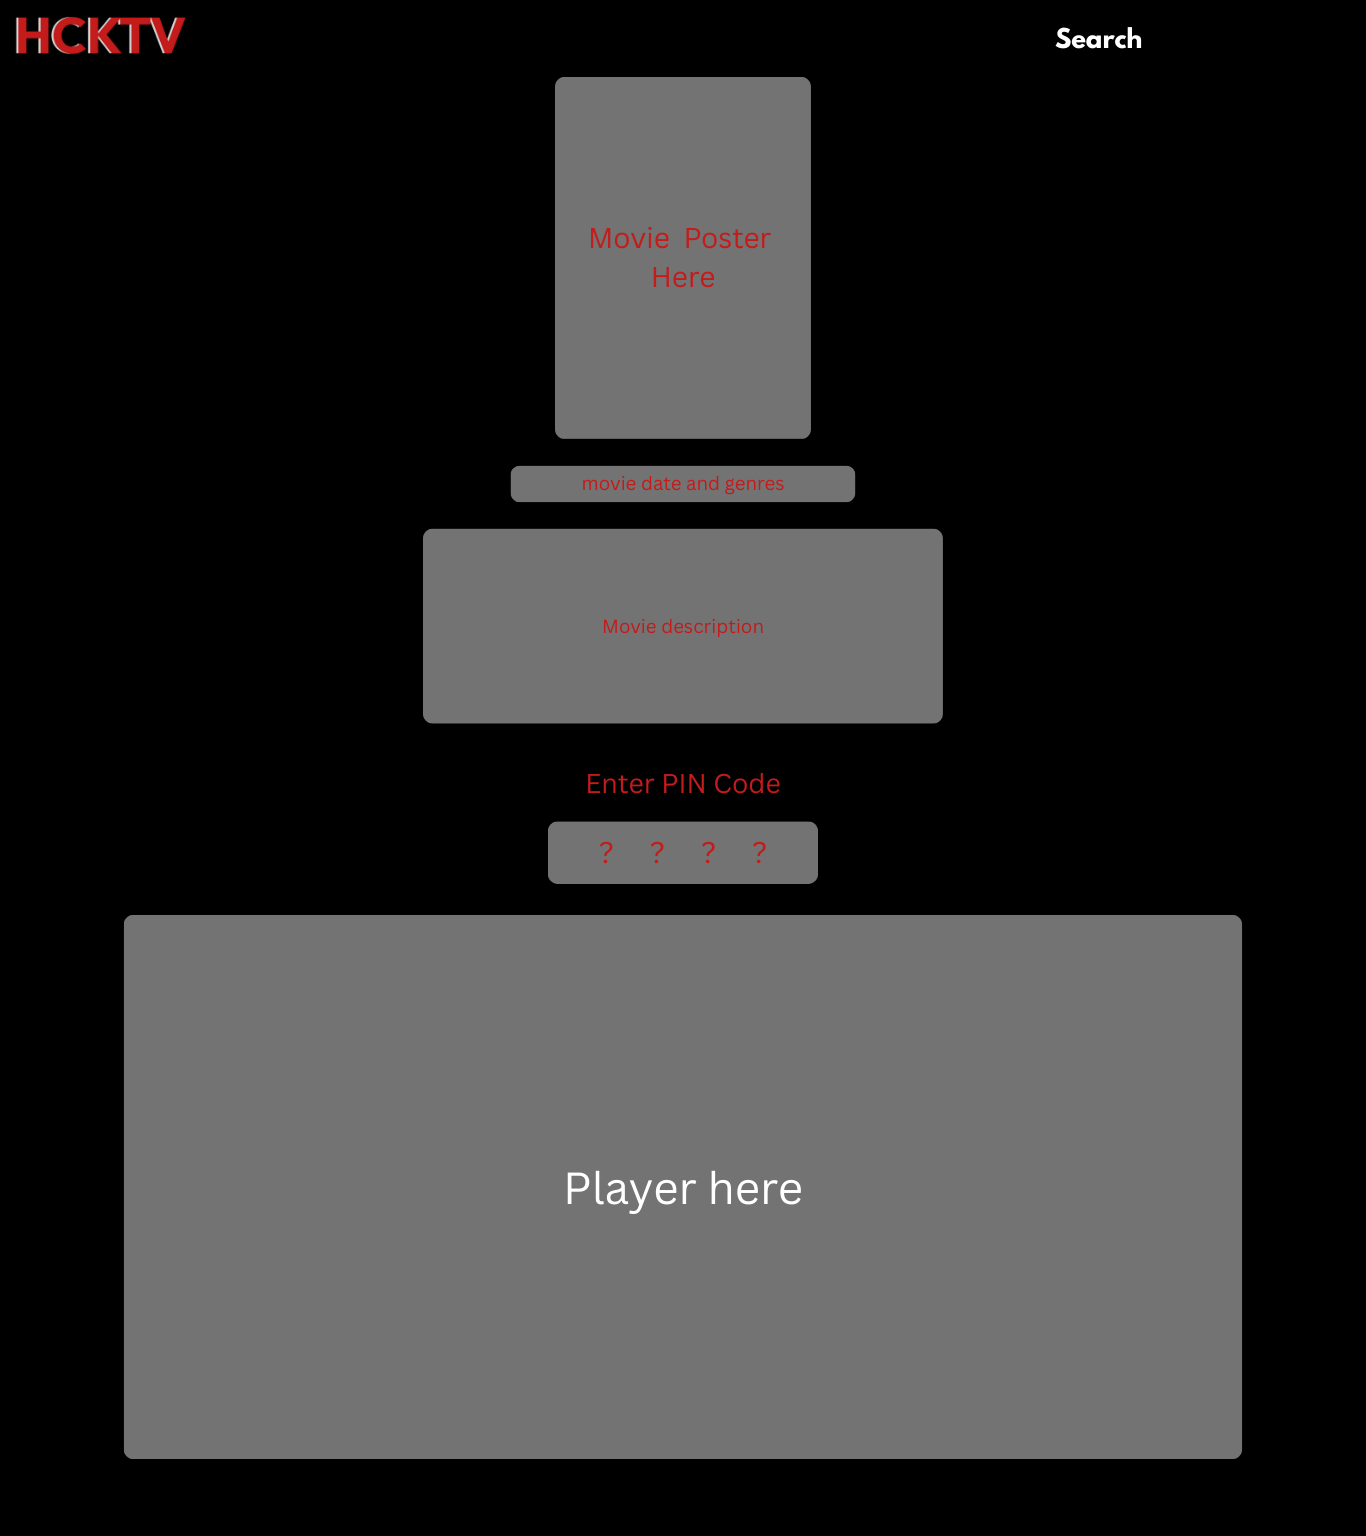 HCKTV
Search
Movie Poster
Here
movie date and genres
Movie description
Enter PIN Code
? ? ? ?
Player here